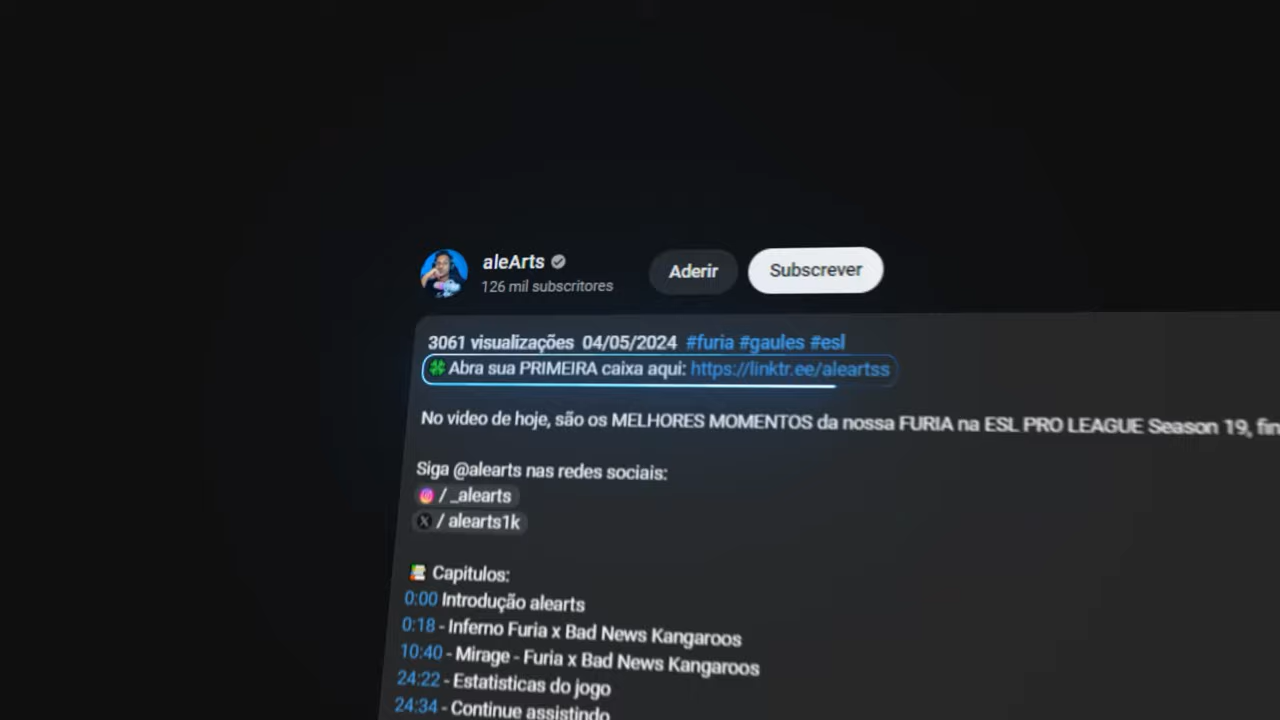 aleArts
126 mil subscritores
Aderir
Subscrever
3061 visualizações 04/05/2024 #furia #gaules #esl
🍀 Abra sua PRIMEIRA caixa aqui: https://linktr.ee/aleartss
No video de hoje, são os MELHORES MOMENTOS da nossa FURIA na ESL PRO LEAGUE Season 19, fin
Siga @alearts nas redes sociais:
/ _alearts
/ alearts1k
📚 Capitulos:
0:00 Introdução alearts
0:18 - Inferno Furia x Bad News Kangaroos
10:40 - Mirage - Furia x Bad News Kangaroos
24:22 - Estatisticas do jogo
24:34 - Continue assistindo